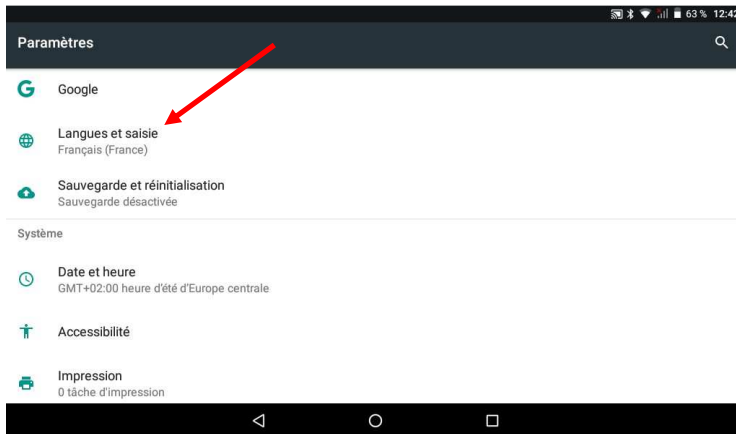 63 % 12:42
Paramètres
Google
Langues et saisie
Français (France)
Sauvegarde et réinitialisation
Sauvegarde désactivée
Système
Date et heure
GMT+02:00 heure d'été d'Europe centrale
Accessibilité
Impression
0 tâche d'impression